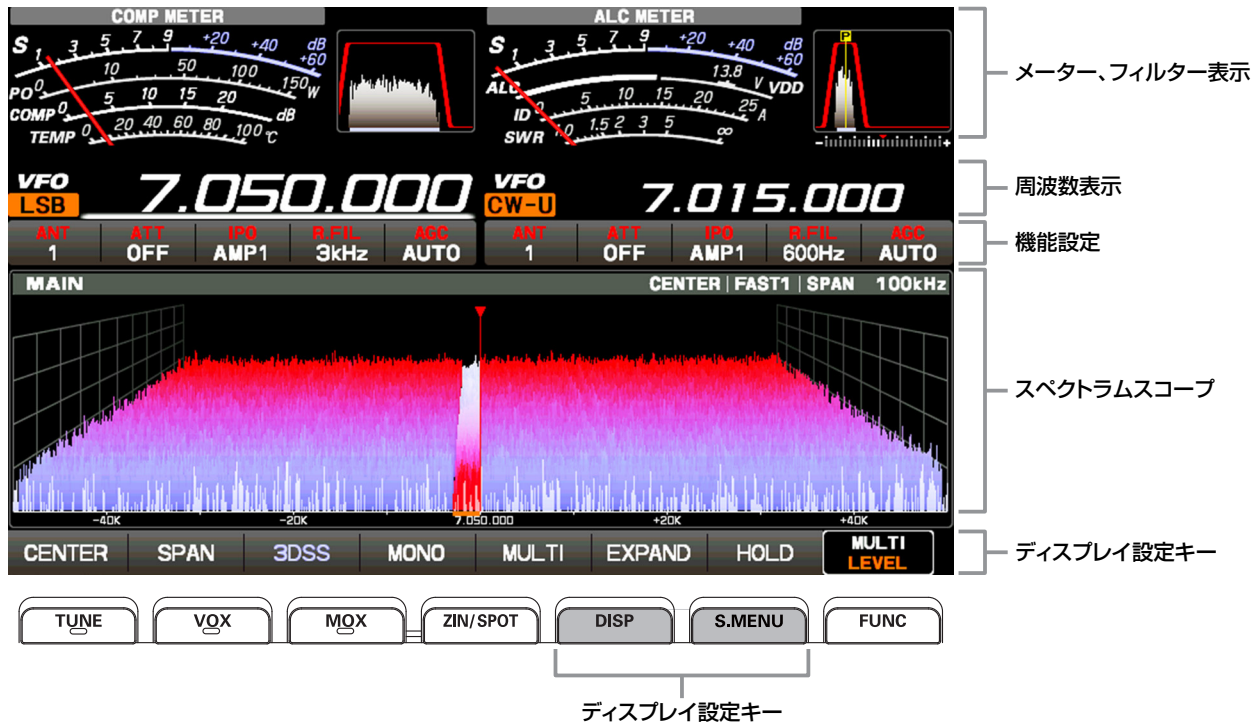 COMP METER
S 1 3 5 7 9 +20 +40 +60 dB
PO 0 10 50 100 150 W
COMP 0 5 10 15 20 dB
TEMP 0 20 40 60 80 100 ℃
ALC METER
S 1 3 5 7 9 +20 +40 +60 dB
ALC 13.8 V VDD
ID 0 5 10 15 20 25 A
SWR 1.0 1.5 2 3 5 ∞
P
- +
メーター、フィルター表示
VFO
LSB
7.050.000
VFO
CW-U
7.015.000
周波数表示
ANT ATT IPO R.FIL AGC
1 OFF AMP1 3kHz AUTO
ANT ATT IPO R.FIL AGC
1 OFF AMP1 600Hz AUTO
機能設定
MAIN CENTER | FAST1 | SPAN 100kHz
-40K -20K 7.050.000 +20K +40K
スペクトラムスコープ
CENTER SPAN 3DSS MONO MULTI EXPAND HOLD MULTI
LEVEL
ディスプレイ設定キー
TUNE VOX MOX ZIN/SPOT DISP S.MENU FUNC
ディスプレイ設定キー